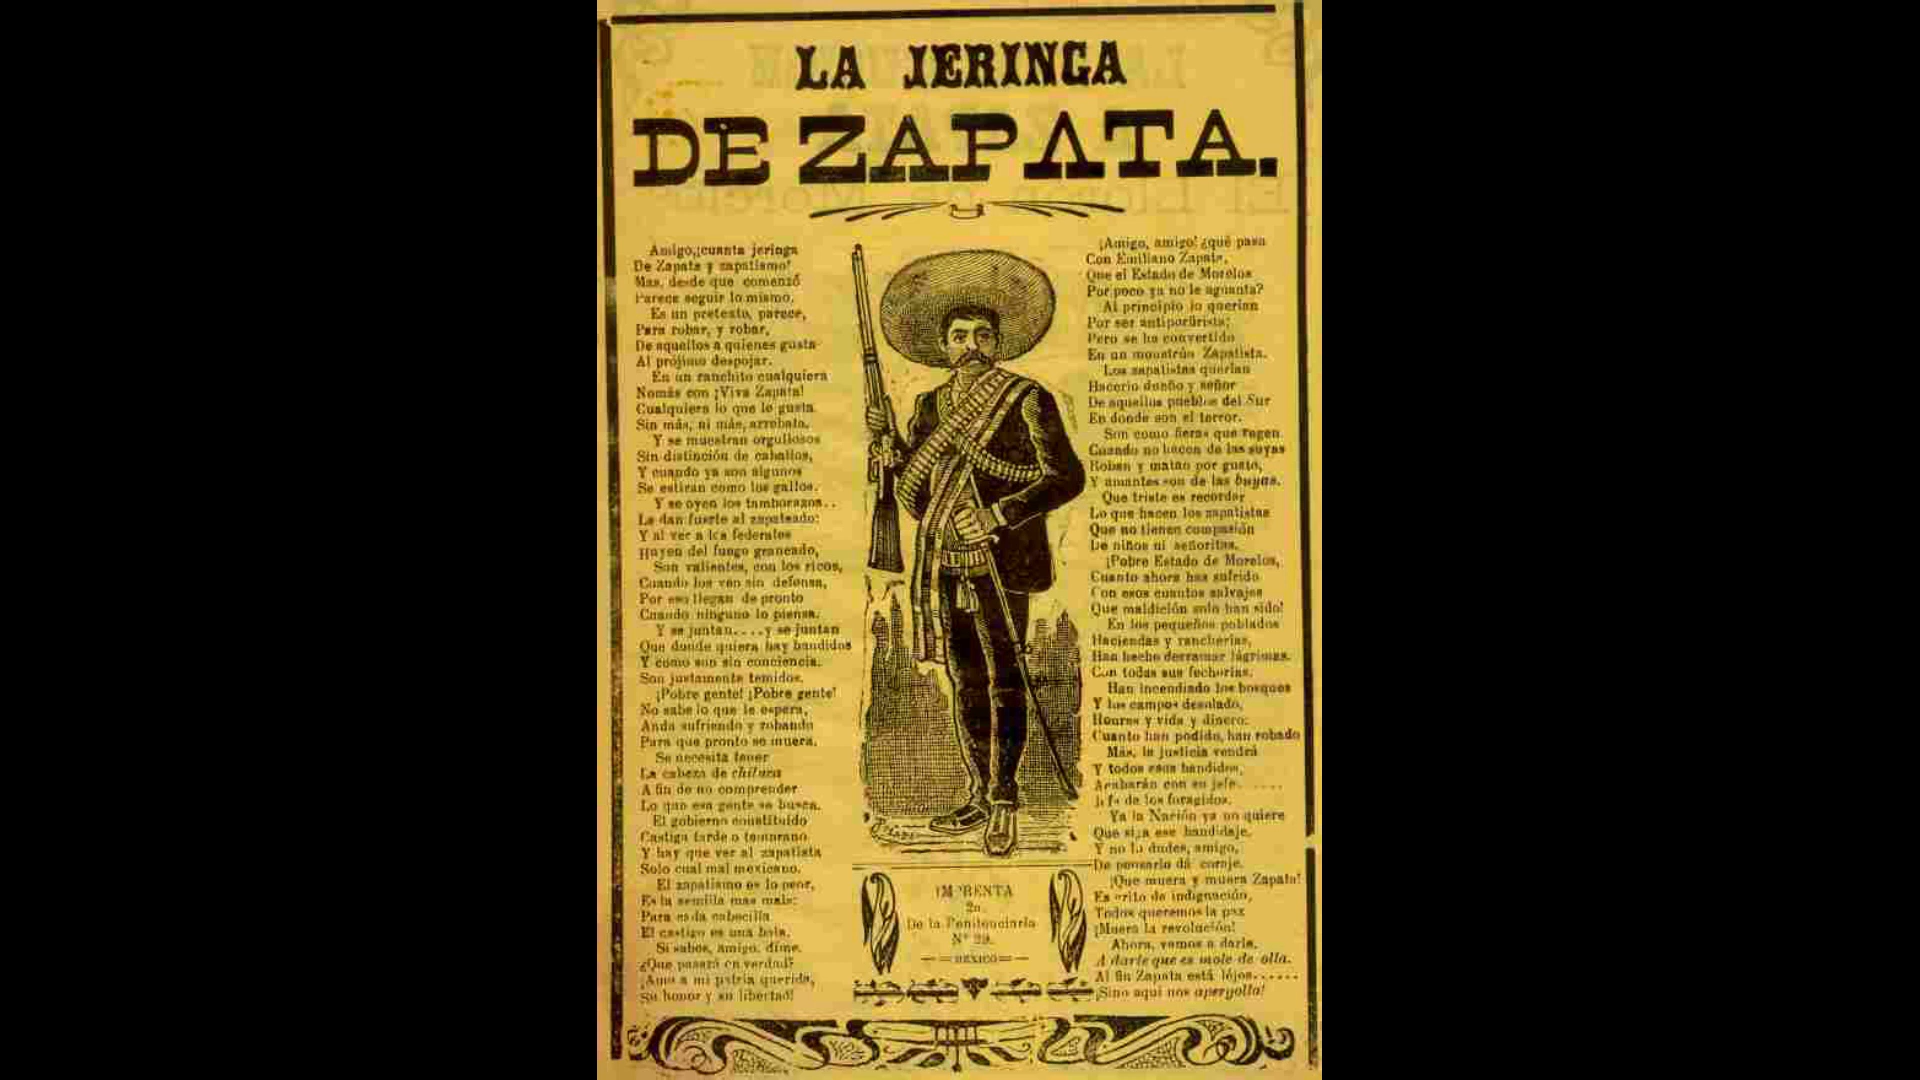 LA JERINGA
DE ZAPATA.
Amigo,¡cuanta jeringa
De Zapata y zapatismo!
Mas, desde que comenzó
Parece seguir lo mismo.
Es un pretexto, parece,
Para robar, y robar,
De aquellos a quienes gusta
Al prójimo despojar.
En un ranchito cualquiera
Nomás con ¡Viva Zapata!
Cualquiera lo que le gusta
Sin más, ni más, arrebata.
Y se muestran orgullosos
Sin distinción de caballos,
Y cuando ya son algunos
Se estiran como los gallos.
Y se oyen los tamborazos..
Le dan fuerte al zapateado:
Y al ver a los federales
Huyen del fuego graneado,
Son valientes, con los ricos,
Cuando los ven sin defensa,
Por eso llegan de pronto
Cuando ninguno lo piensa.
Y se juntan....y se juntan
Que donde quiera hay bandidos
Y como son sin conciencia.
Son justamente temidos.
¡Pobre gente! ¡Pobre gente!
No sabe lo que le espera,
Anda sufriendo y robando
Para que pronto se muera.
Se necesita tener
La cabeza de chiluca
A fin de no comprender
Lo que esa gente se busca.
El gobierno constituido
Castiga tarde o temprano
Y hay que ver al zapatista
Solo cual mal mexicano.
El zapatismo es lo peor,
Es la semilla mas mala:
Para cada cabecilla
El castigo es una bala.
Si sabes, amigo, dime.
¿Que pasará en verdad?
¡Amo a mi patria querida,
Su honor y su libertad!
IMPRENTA
2a.
De la Penitenciaria
Nº 29.
MEXICO
¡Amigo, amigo! ¿qué pasa
Con Emiliano Zapata,
Que el Estado de Morelos
Por poco ya no le aguanta?
Al principio lo querian
Por ser antiporfirista;
Pero se ha convertido
En un monstrúo Zapatista.
Los zapatistas querian
Hacerlo dueño y señor
De aquellos pueblos del Sur
En donde son el terror.
Son como fieras que rugen
Cuando no hacen de las suyas
Roban y matan por gusto,
Y amantes son de las buyas.
Que triste es recordar
Lo que hacen los zapatistas
Que no tienen compasión
De niños ni señoritas.
¡Pobre Estado de Morelos,
Cuanto ahora has sufrido
Con esos cuantos salvajes
Que maldición solo han sido!
En los pequeños poblados
Haciendas y rancherías,
Han hecho derramar lágrimas.
Con todas sus fechorias.
Han incendiado los bosques
Y los campos desolado,
Honras y vida y dinero:
Cuanto han podido, han robado
Más, la justicia vendrá
Y todos esos bandidos,
Acabarán con su jefe......
Jefe de los foragidos.
Ya la Nación ya no quiere
Que siga ese bandidaje.
Y no lo dudes, amigo,
De pensarlo dá coraje.
¡Que muera y muera Zapata!
Es grito de indignación,
Todos queremos la paz
¡Muera la revolución!
Ahora, vamos a darle,
A darle que es mole de olla.
Al fin Zapata está léjos......
¡Sino aquí nos apergolla!